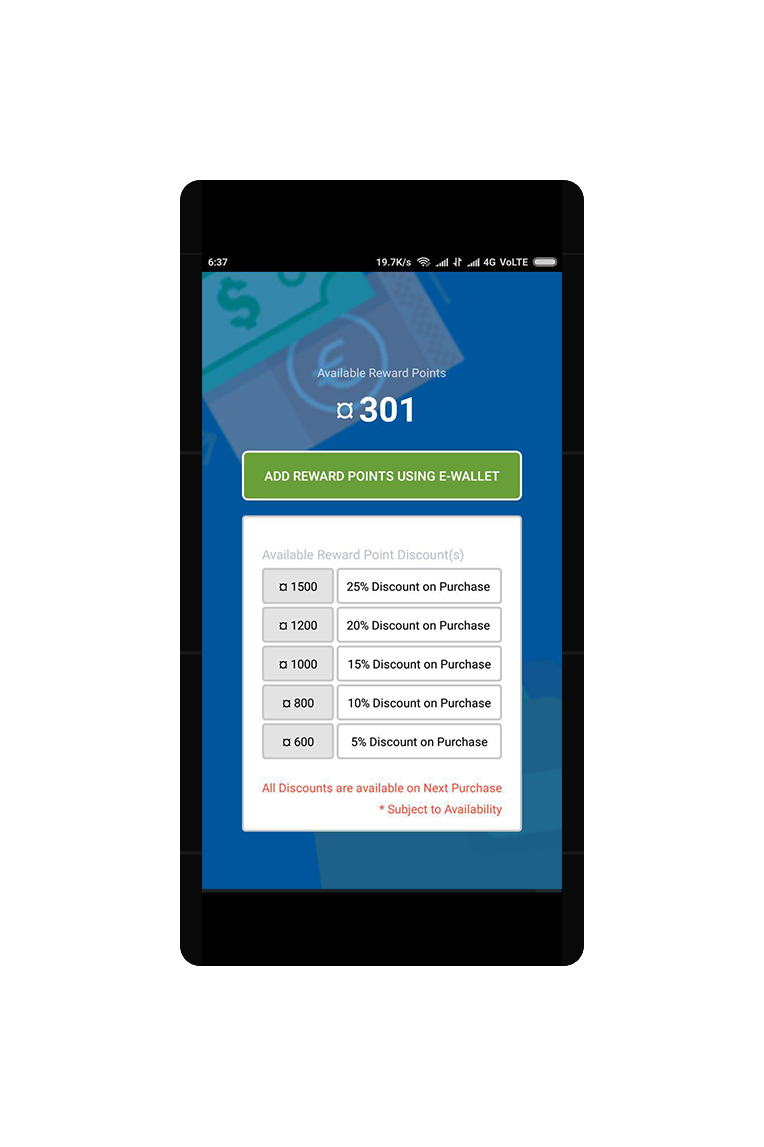 6:37 19.7K/s 4G VoLTE
$
€
Available Reward Points
¤ 301
ADD REWARD POINTS USING E-WALLET
Available Reward Point Discount(s)
¤ 1500 25% Discount on Purchase
¤ 1200 20% Discount on Purchase
¤ 1000 15% Discount on Purchase
¤ 800 10% Discount on Purchase
¤ 600 5% Discount on Purchase
All Discounts are available on Next Purchase
* Subject to Availability